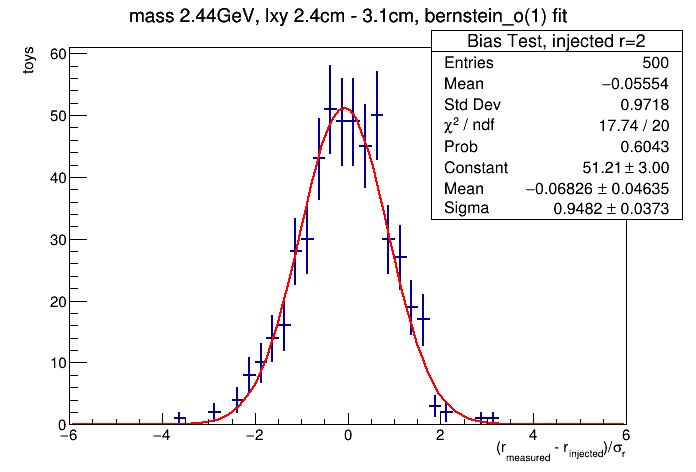 mass 2.44GeV, lxy 2.4cm - 3.1cm, bernstein_o(1) fit
Bias Test, injected r=2
Entries 500
Mean −0.05554
Std Dev 0.9718
χ² / ndf 17.74 / 20
Prob 0.6043
Constant 51.21 ± 3.00
Mean −0.06826 ± 0.04635
Sigma 0.9482 ± 0.0373
toys
60
50
40
30
20
10
0
−6 −4 −2 0 2 4 6
(r_measured - r_injected)/σ_r